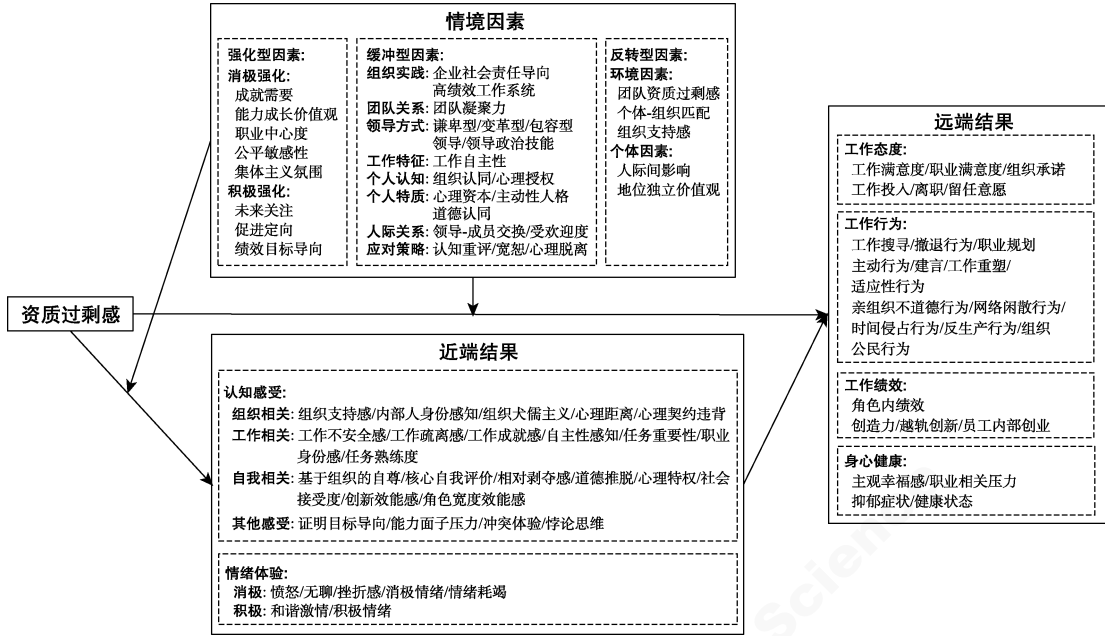 情境因素
强化型因素:
消极强化:
成就需要
能力成长价值观
职业中心度
公平敏感性
集体主义氛围
积极强化:
未来关注
促进定向
绩效目标导向
缓冲型因素:
组织实践: 企业社会责任导向
高绩效工作系统
团队关系: 团队凝聚力
领导方式: 谦卑型/变革型/包容型
领导/领导政治技能
工作特征: 工作自主性
个人认知: 组织认同/心理授权
个人特质: 心理资本/主动性人格
道德认同
人际关系: 领导-成员交换/受欢迎度
应对策略: 认知重评/宽恕/心理脱离
反转型因素:
环境因素:
团队资质过剩感
个体-组织匹配
组织支持感
个体因素:
人际间影响
地位独立价值观
资质过剩感
近端结果
认知感受:
组织相关: 组织支持感/内部人身份感知/组织犬儒主义/心理距离/心理契约违背
工作相关: 工作不安全感/工作疏离感/工作成就感/自主性感知/任务重要性/职业
身份感/任务熟练度
自我相关: 基于组织的自尊/核心自我评价/相对剥夺感/道德推脱/心理特权/社会
接受度/创新效能感/角色宽度效能感
其他感受: 证明目标导向/能力面子压力/冲突体验/悖论思维
情绪体验:
消极: 愤怒/无聊/挫折感/消极情绪/情绪耗竭
积极: 和谐激情/积极情绪
远端结果
工作态度:
工作满意度/职业满意度/组织承诺
工作投入/离职/留任意愿
工作行为:
工作搜寻/撤退行为/职业规划
主动行为/建言/工作重塑/
适应性行为
亲组织不道德行为/网络闲散行为/
时间侵占行为/反生产行为/组织
公民行为
工作绩效:
角色内绩效
创造力/越轨创新/员工内部创业
身心健康:
主观幸福感/职业相关压力
抑郁症状/健康状态
Scien